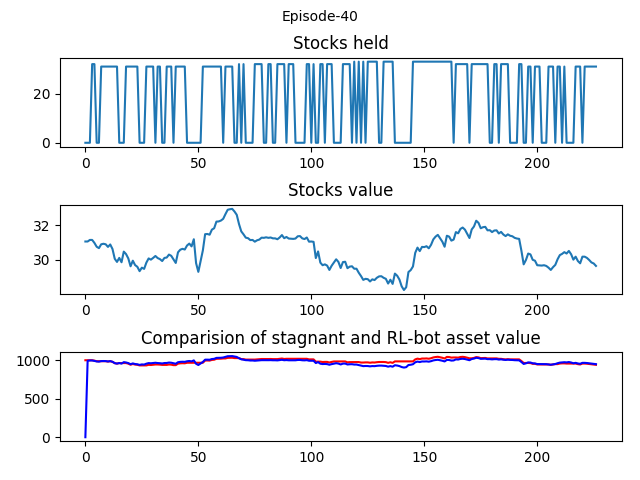 Episode-40
Stocks held
20
0
0 50 100 150 200
Stocks value
32
30
0 50 100 150 200
Comparision of stagnant and RL-bot asset value
1000
500
0
0 50 100 150 200